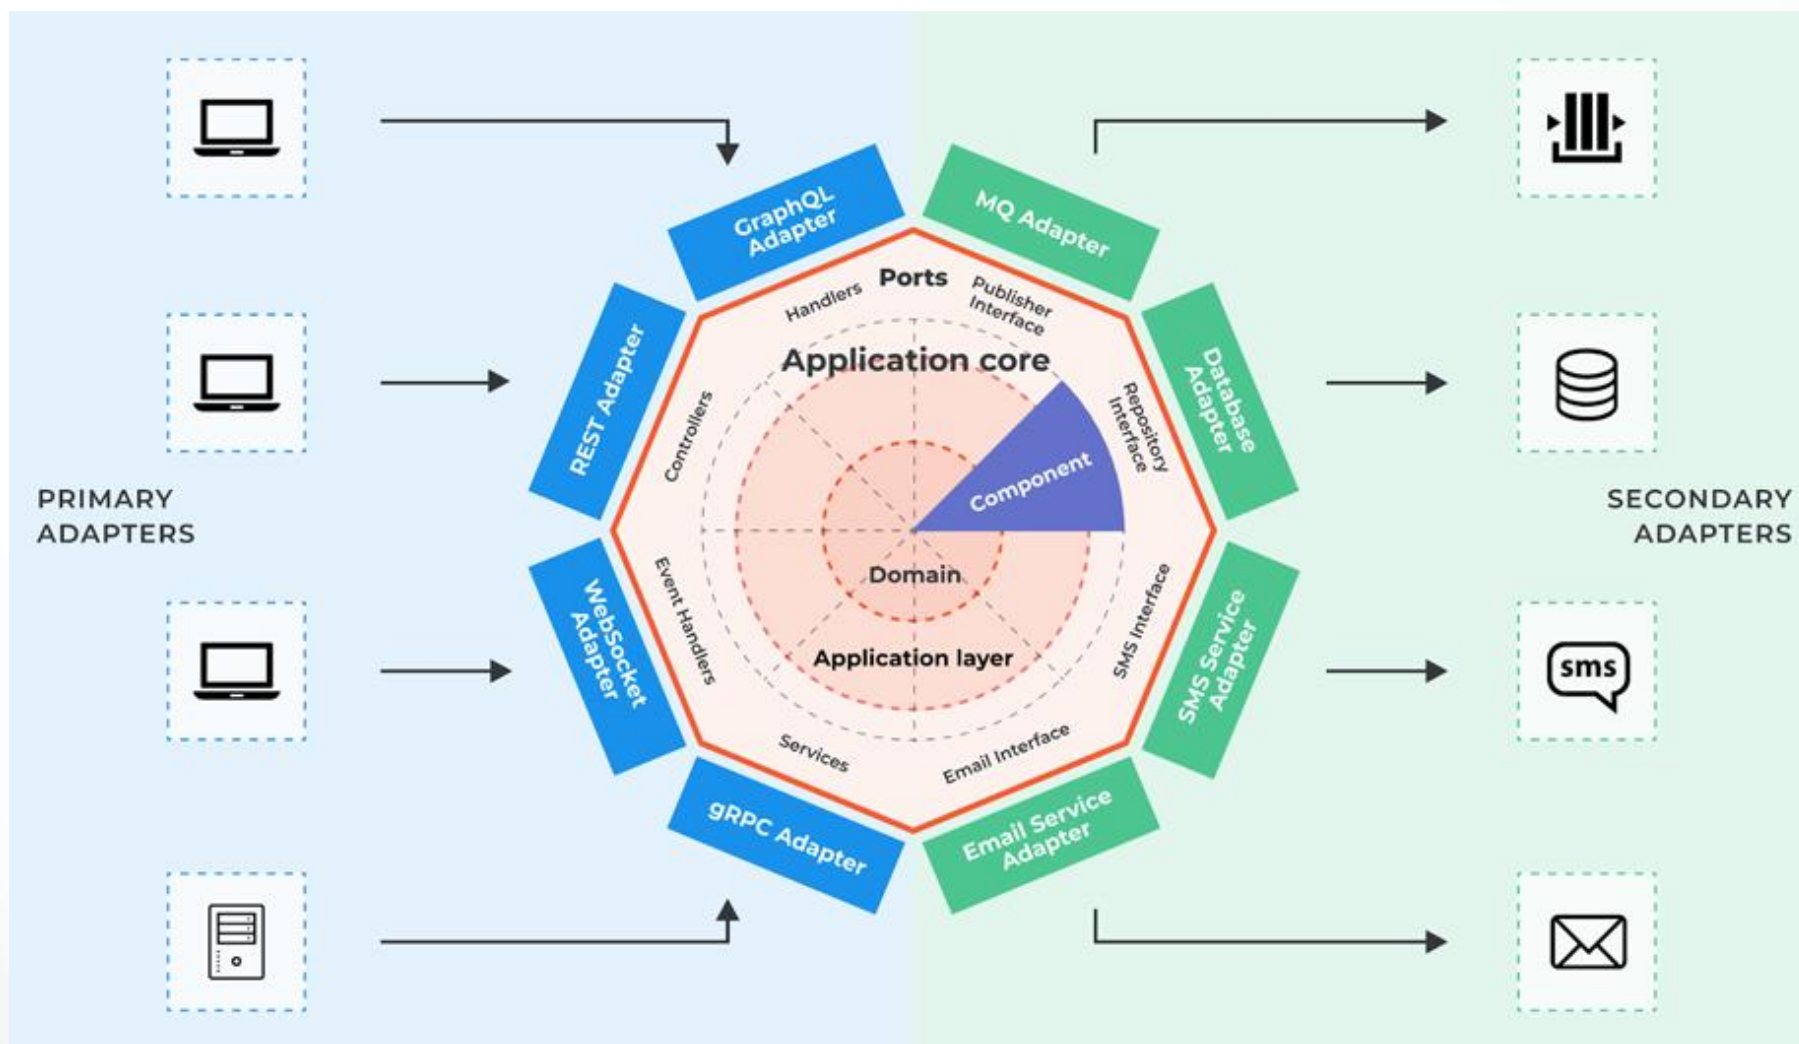 GraphQL
Adapter
MQ Adapter
Ports
Handlers
Publisher
Interface
Application core
REST Adapter
Controllers
Repository
Interface
Database
Adapter
Component
PRIMARY
ADAPTERS
SECONDARY
ADAPTERS
Domain
WebSocket
Adapter
Event Handlers
SMS Interface
SMS Service
Adapter
sms
Application layer
Services
Email Interface
gRPC Adapter
Email Service
Adapter